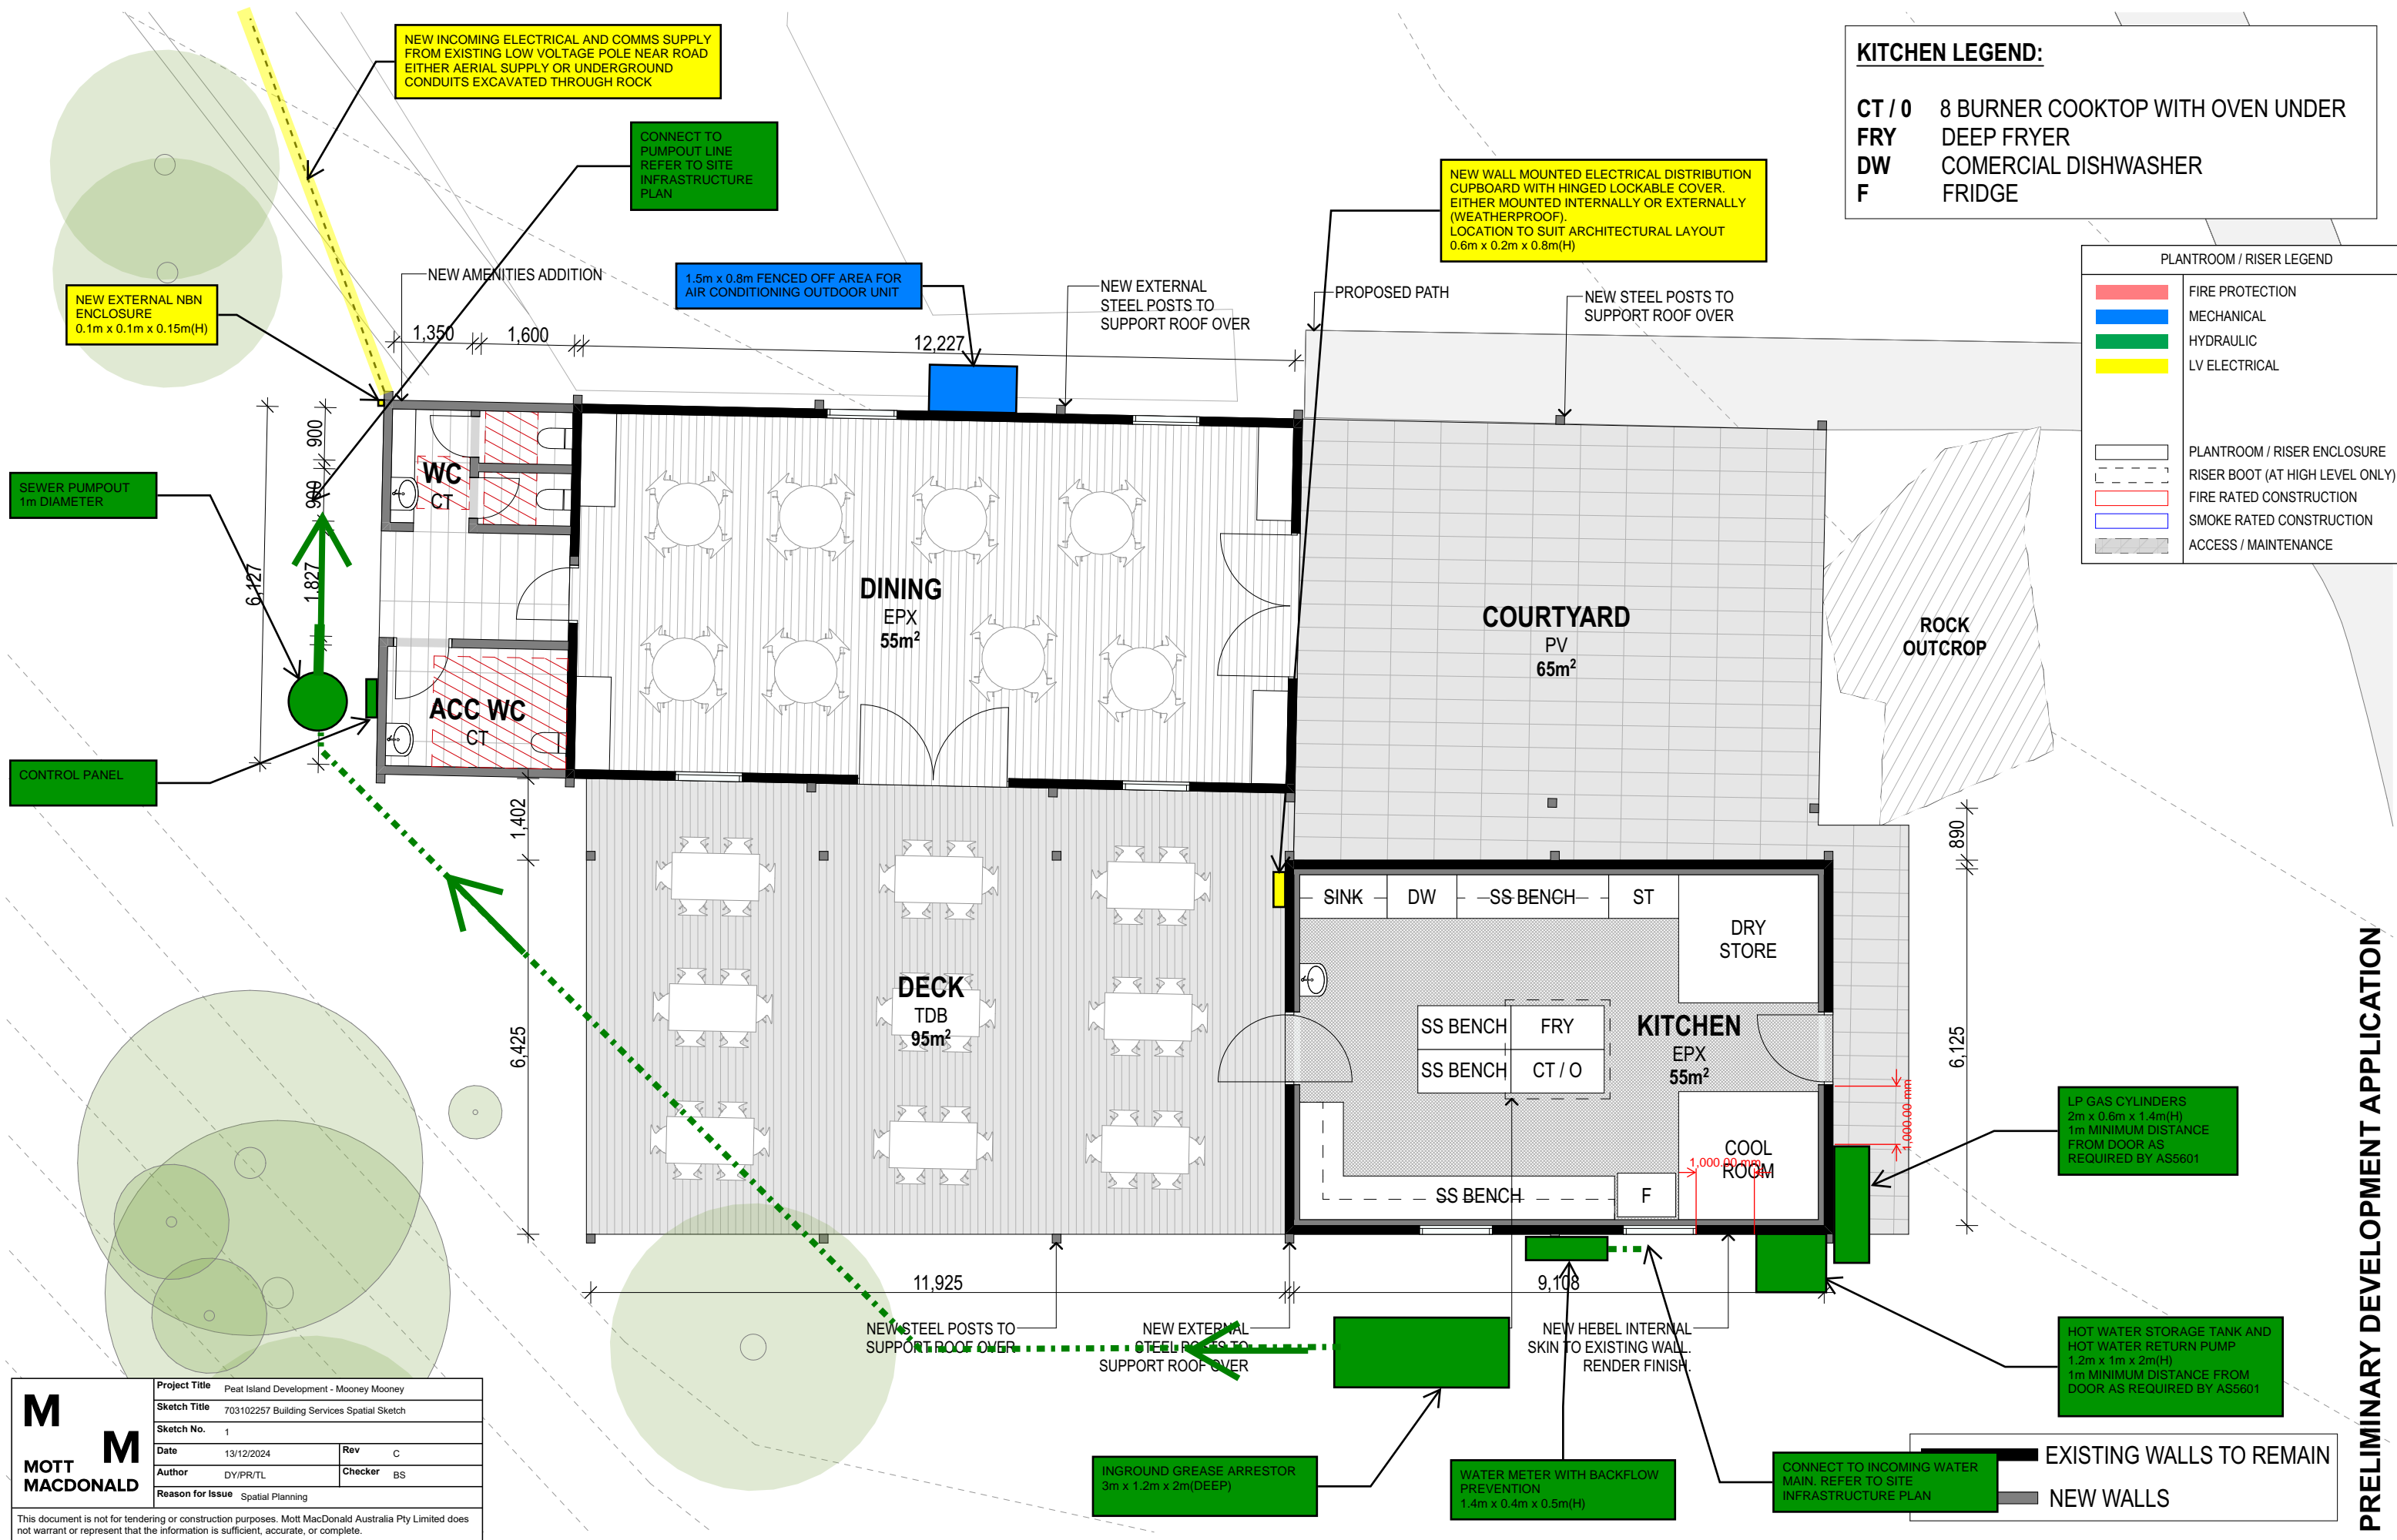 NEW INCOMING ELECTRICAL AND COMMS SUPPLY
FROM EXISTING LOW VOLTAGE POLE NEAR ROAD
EITHER AERIAL SUPPLY OR UNDERGROUND
CONDUITS EXCAVATED THROUGH ROCK
CONNECT TO
PUMPOUT LINE
REFER TO SITE
INFRASTRUCTURE
PLAN
NEW WALL MOUNTED ELECTRICAL DISTRIBUTION
CUPBOARD WITH HINGED LOCKABLE COVER.
EITHER MOUNTED INTERNALLY OR EXTERNALLY
(WEATHERPROOF).
LOCATION TO SUIT ARCHITECTURAL LAYOUT
0.6m x 0.2m x 0.8m(H)
KITCHEN LEGEND:
CT / 0 8 BURNER COOKTOP WITH OVEN UNDER
FRY DEEP FRYER
DW COMERCIAL DISHWASHER
F FRIDGE
PLANTROOM / RISER LEGEND
FIRE PROTECTION
MECHANICAL
HYDRAULIC
LV ELECTRICAL
PLANTROOM / RISER ENCLOSURE
RISER BOOT (AT HIGH LEVEL ONLY)
FIRE RATED CONSTRUCTION
SMOKE RATED CONSTRUCTION
ACCESS / MAINTENANCE
NEW AMENITIES ADDITION
1.5m x 0.8m FENCED OFF AREA FOR
AIR CONDITIONING OUTDOOR UNIT
NEW EXTERNAL
STEEL POSTS TO
SUPPORT ROOF OVER
PROPOSED PATH
NEW STEEL POSTS TO
SUPPORT ROOF OVER
NEW EXTERNAL NBN
ENCLOSURE
0.1m x 0.1m x 0.15m(H)
1,350
1,600
12,227
900
900
1,827
6,127
SEWER PUMPOUT
1m DIAMETER
CONTROL PANEL
WC
CT
ACC WC
CT
DINING
EPX
55m²
COURTYARD
PV
65m²
ROCK
OUTCROP
1,402
6,425
DECK
TDB
95m²
890
6,125
SINK
DW
SS BENCH
ST
DRY
STORE
SS BENCH
FRY
SS BENCH
CT / O
KITCHEN
EPX
55m²
COOL
ROOM
1,000.00 mm
1,000.00 mm
SS BENCH
F
LP GAS CYLINDERS
2m x 0.6m x 1.4m(H)
1m MINIMUM DISTANCE
FROM DOOR AS
REQUIRED BY AS5601
11,925
9,108
NEW STEEL POSTS TO
SUPPORT ROOF OVER
NEW EXTERNAL
STEEL POSTS TO
SUPPORT ROOF OVER
NEW HEBEL INTERNAL
SKIN TO EXISTING WALL.
RENDER FINISH.
HOT WATER STORAGE TANK AND
HOT WATER RETURN PUMP
1.2m x 1m x 2m(H)
1m MINIMUM DISTANCE FROM
DOOR AS REQUIRED BY AS5601
INGROUND GREASE ARRESTOR
3m x 1.2m x 2m(DEEP)
WATER METER WITH BACKFLOW
PREVENTION
1.4m x 0.4m x 0.5m(H)
CONNECT TO INCOMING WATER
MAIN. REFER TO SITE
INFRASTRUCTURE PLAN
EXISTING WALLS TO REMAIN
NEW WALLS
PRELIMINARY DEVELOPMENT APPLICATION
M
M
MOTT
MACDONALD
Project Title Peat Island Development - Mooney Mooney
Sketch Title 703102257 Building Services Spatial Sketch
Sketch No. 1
Date 13/12/2024 Rev C
Author DY/PR/TL Checker BS
Reason for Issue Spatial Planning
This document is not for tendering or construction purposes. Mott MacDonald Australia Pty Limited does
not warrant or represent that the information is sufficient, accurate, or complete.